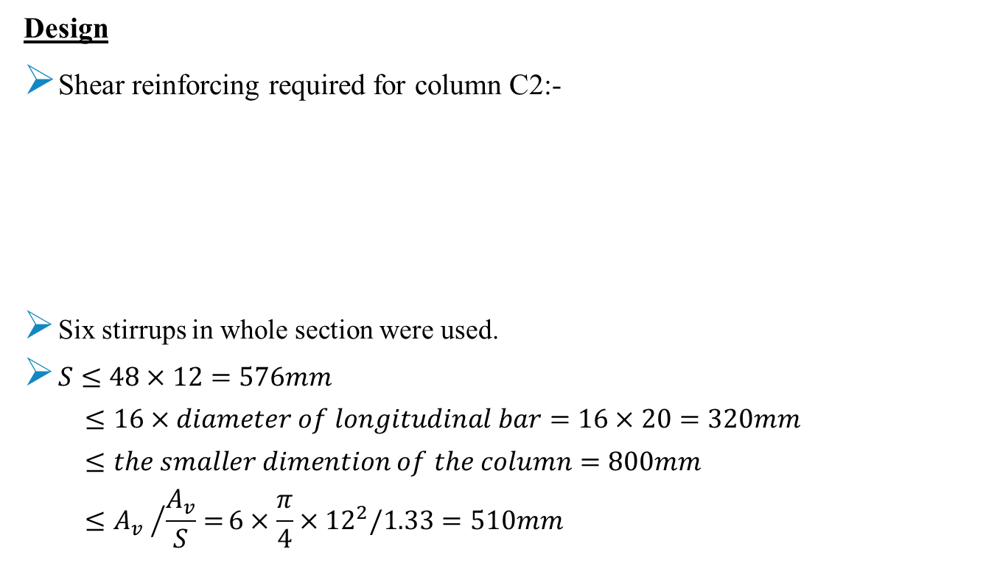 Design
Shear reinforcing required for column C2:-
Six stirrups in whole section were used.
S ≤ 48 × 12 = 576mm
≤ 16 × diameter of longitudinal bar = 16 × 20 = 320mm
≤ the smaller dimention of the column = 800mm
≤ A_v / A_v/S = 6 × π/4 × 12²/1.33 = 510mm